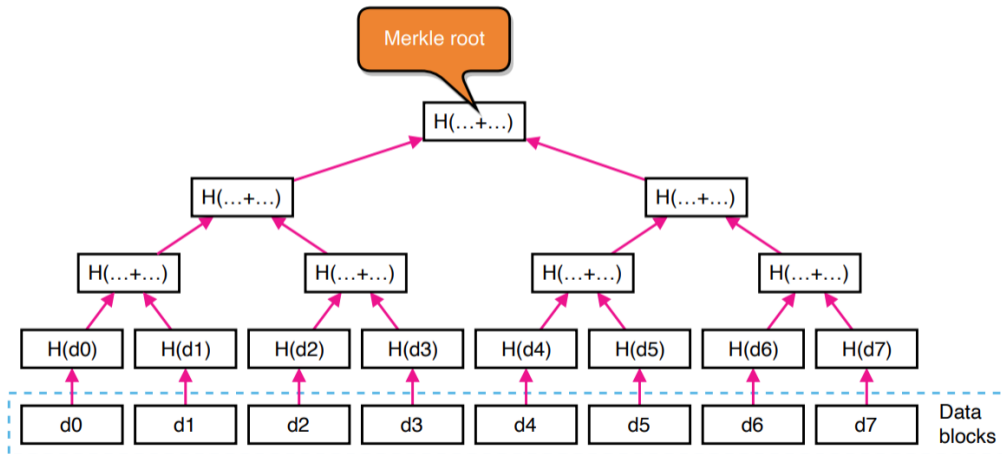 Merkle root
H(...+...)
H(...+...) H(...+...)
H(...+...) H(...+...) H(...+...) H(...+...)
H(d0) H(d1) H(d2) H(d3) H(d4) H(d5) H(d6) H(d7)
d0 d1 d2 d3 d4 d5 d6 d7
Data
blocks